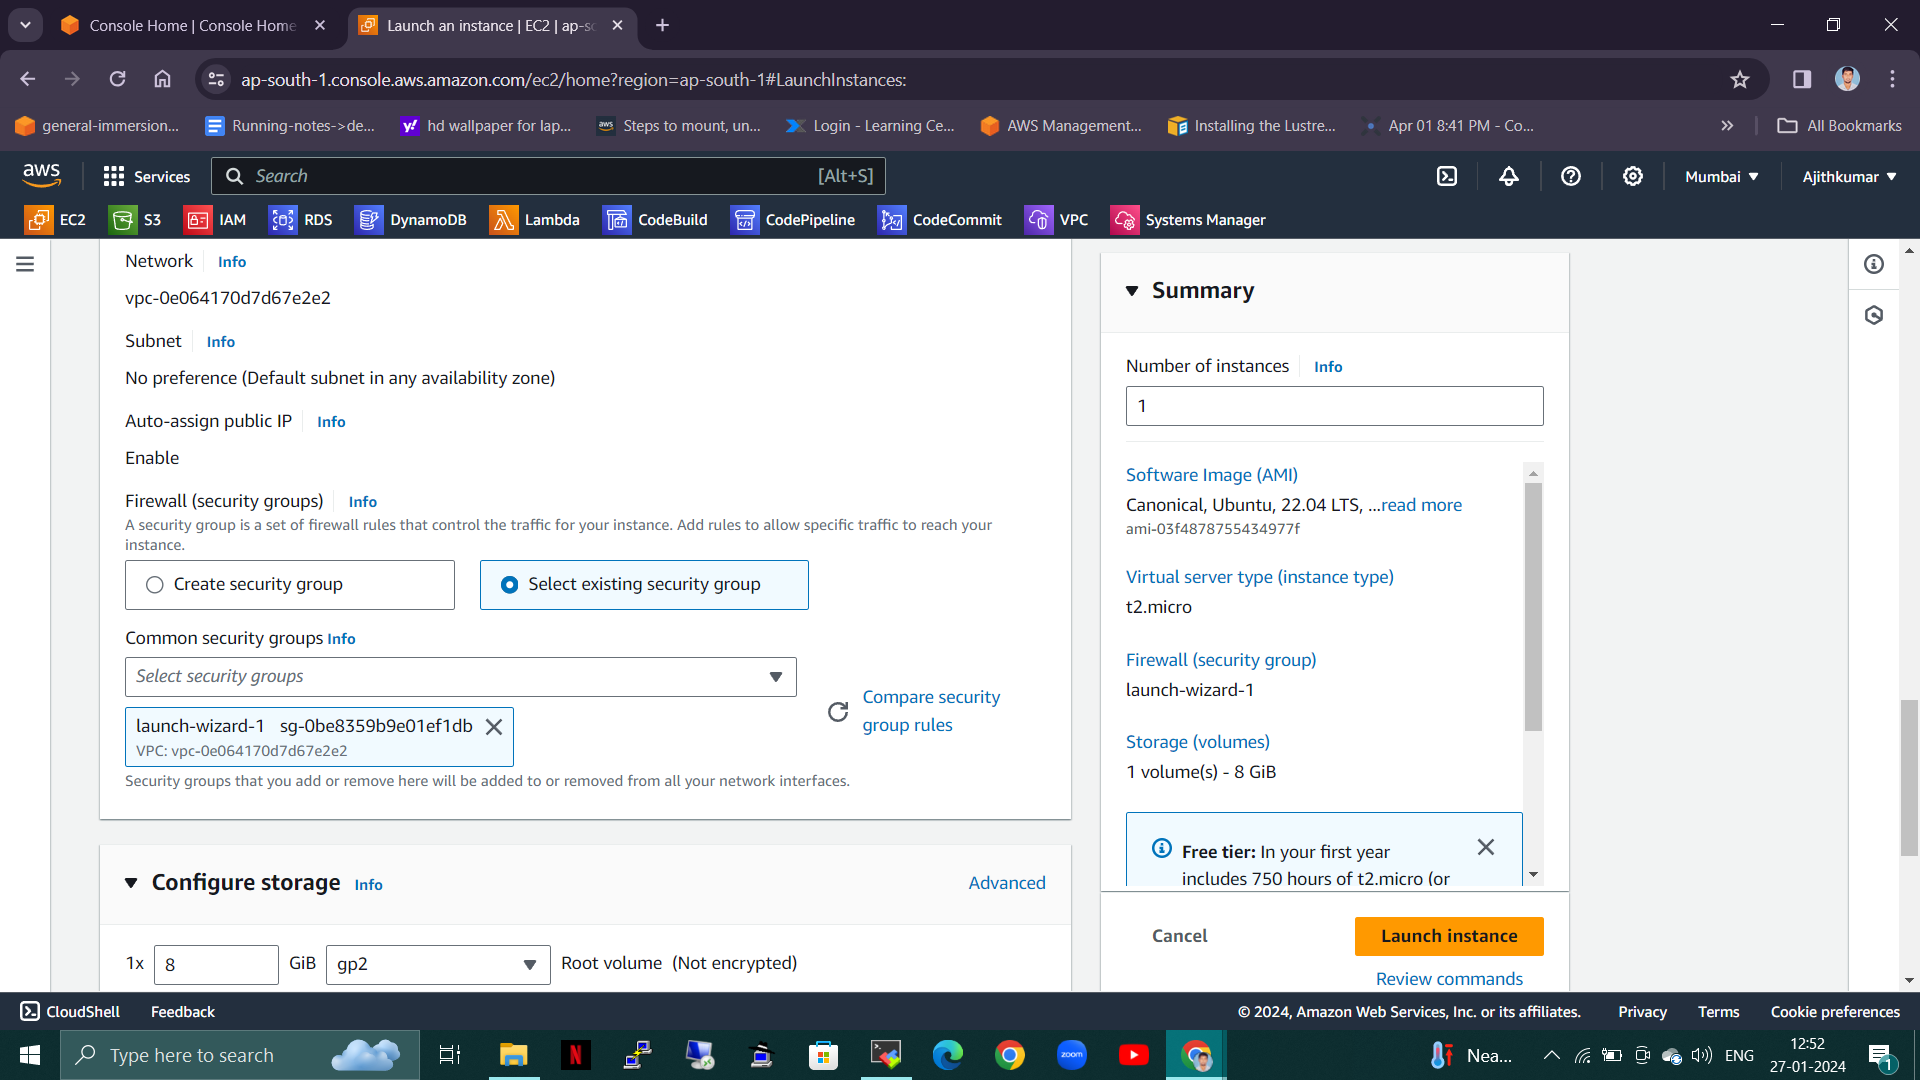 Console Home | Console Home
Launch an instance | EC2 | ap-so
ap-south-1.console.aws.amazon.com/ec2/home?region=ap-south-1#LaunchInstances:
general-immersion...
Running-notes->de...
hd wallpaper for lap...
Steps to mount, un...
Login - Learning Ce...
AWS Management...
Installing the Lustre...
Apr 01 8:41 PM - Co...
All Bookmarks
aws
Services
Search
[Alt+S]
Mumbai
Ajithkumar
EC2
S3
IAM
RDS
DynamoDB
Lambda
CodeBuild
CodePipeline
CodeCommit
VPC
Systems Manager
Network Info
vpc-0e064170d7d67e2e2
Subnet Info
No preference (Default subnet in any availability zone)
Auto-assign public IP Info
Enable
Firewall (security groups) Info
A security group is a set of firewall rules that control the traffic for your instance. Add rules to allow specific traffic to reach your
instance.
Create security group
Select existing security group
Common security groups Info
Select security groups
launch-wizard-1 sg-0be8359b9e01ef1db
VPC: vpc-0e064170d7d67e2e2
Compare security
group rules
Security groups that you add or remove here will be added to or removed from all your network interfaces.
Configure storage Info
Advanced
1x 8 GiB gp2 Root volume (Not encrypted)
Summary
Number of instances Info
1
Software Image (AMI)
Canonical, Ubuntu, 22.04 LTS, ...read more
ami-03f4878755434977f
Virtual server type (instance type)
t2.micro
Firewall (security group)
launch-wizard-1
Storage (volumes)
1 volume(s) - 8 GiB
Free tier: In your first year
includes 750 hours of t2.micro (or
Cancel
Launch instance
Review commands
CloudShell
Feedback
© 2024, Amazon Web Services, Inc. or its affiliates.
Privacy
Terms
Cookie preferences
Type here to search
zoom
Nea...
ENG
12:52
27-01-2024
1